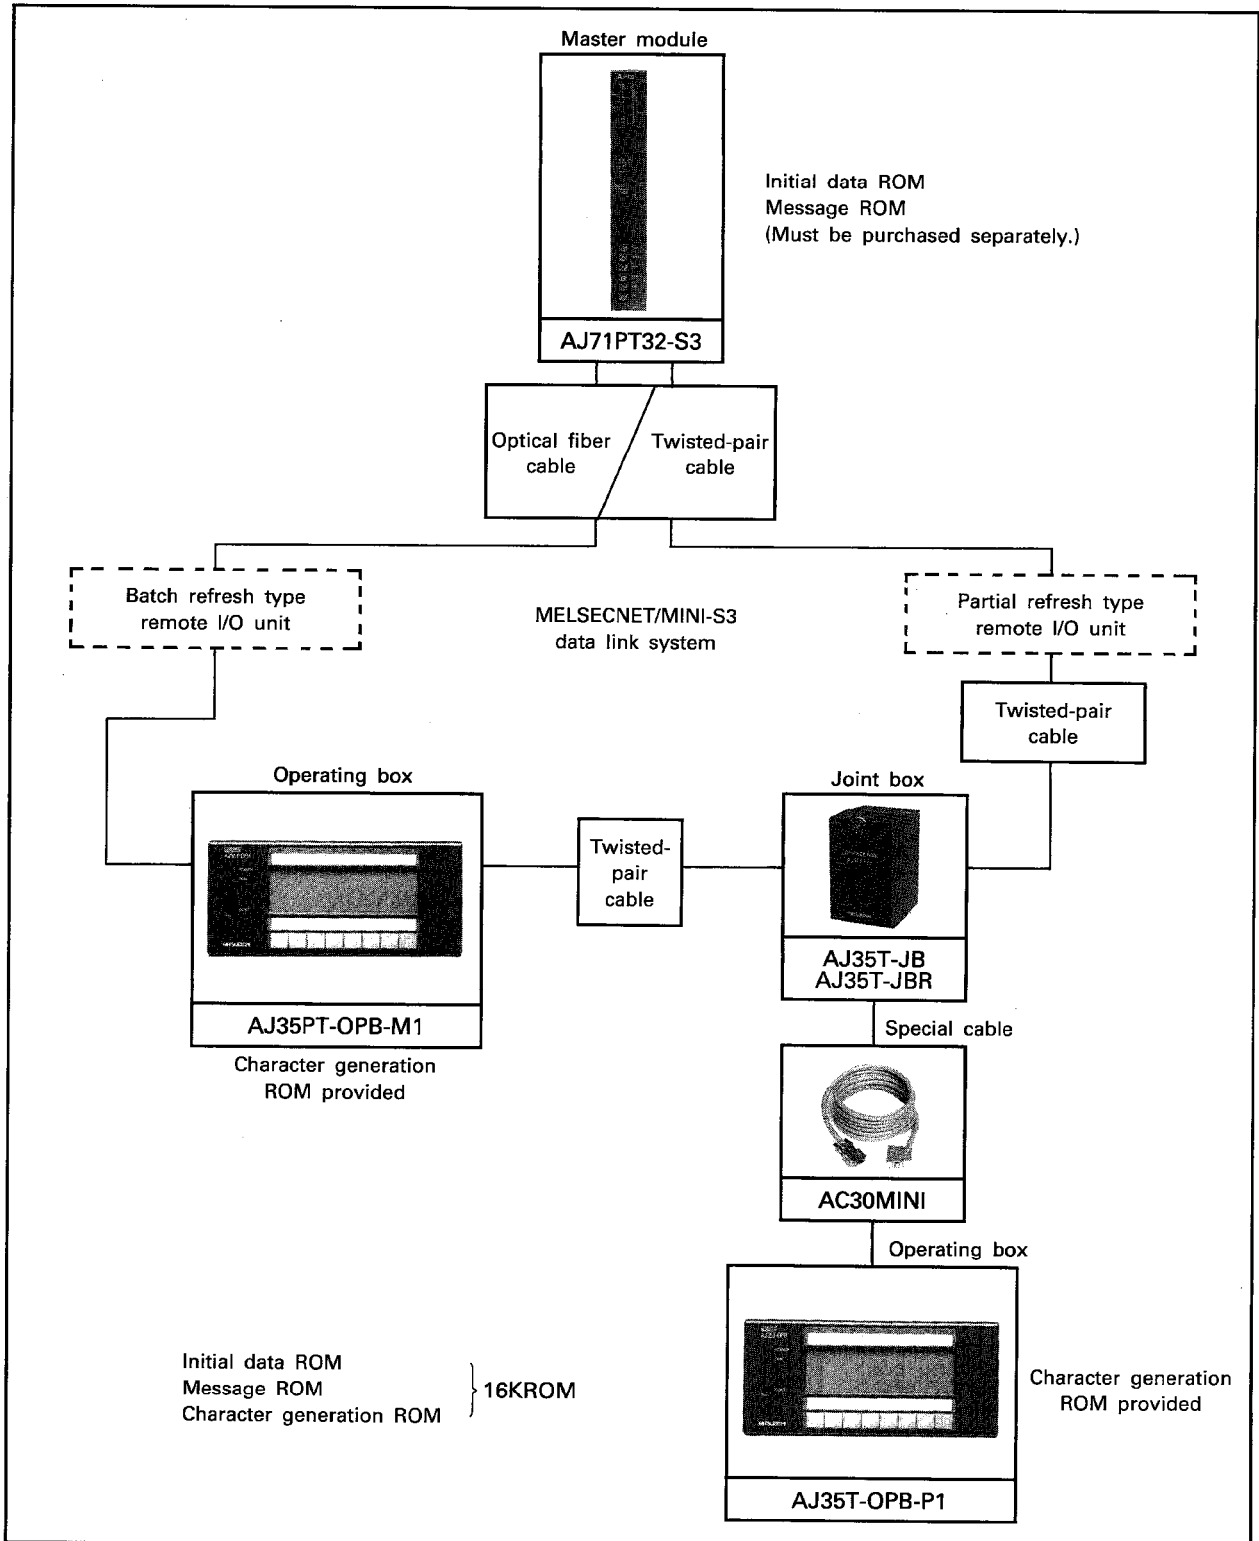 Master module
Initial data ROM
Message ROM
(Must be purchased separately.)
AJ71PT32-S3
Optical fiber
cable
Twisted-pair
cable
Batch refresh type
remote I/O unit
MELSECNET/MINI-S3
data link system
Partial refresh type
remote I/O unit
Twisted-pair
cable
Operating box
Joint box
Twisted-
pair
cable
AJ35T-JB
AJ35T-JBR
AJ35PT-OPB-M1
Character generation
ROM provided
Special cable
AC30MINI
Operating box
Initial data ROM
Message ROM
Character generation ROM
16KROM
Character generation
ROM provided
AJ35T-OPB-P1